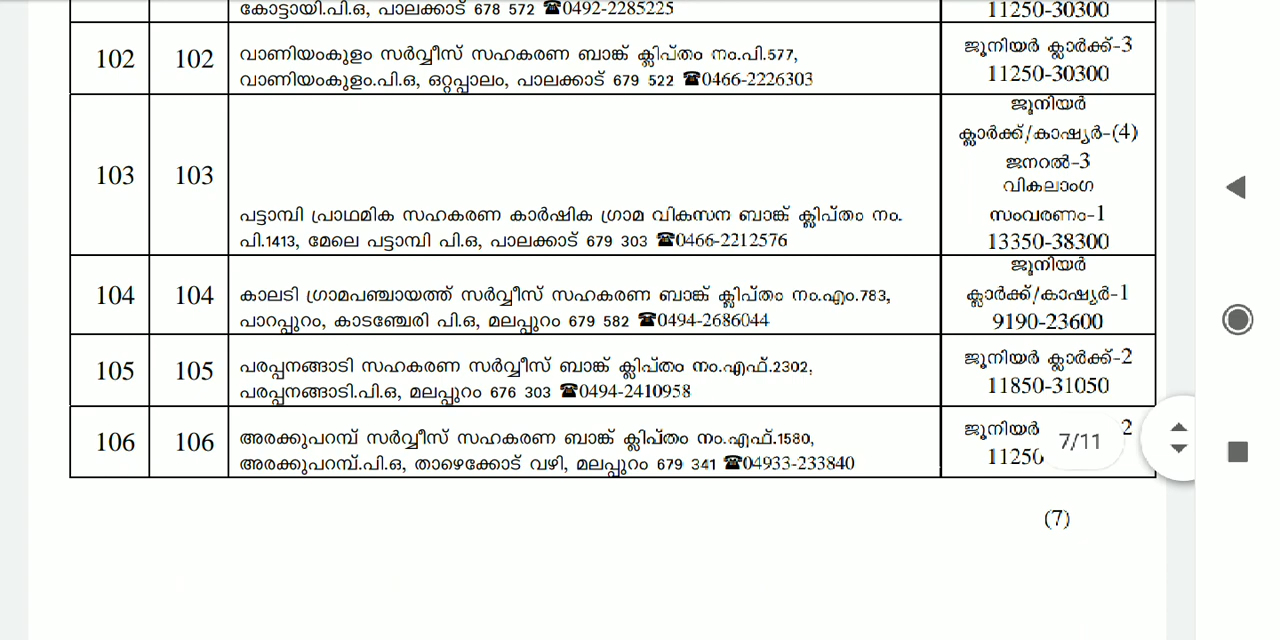 കോട്ടായി.പി.ഒ, പാലക്കാട് 678 572 ☎0492-2285225
11250-30300
102 102
വാണിയംകുളം സർവ്വീസ് സഹകരണ ബാങ്ക് ക്ലിപ്തം നം.പി.577,
വാണിയംകുളം.പി.ഒ, ഒറ്റപ്പാലം, പാലക്കാട് 679 522 ☎0466-2226303
ജൂനിയർ ക്ലാർക്ക്-3
11250-30300
103 103
പട്ടാമ്പി പ്രാഥമിക സഹകരണ കാർഷിക ഗ്രാമ വികസന ബാങ്ക് ക്ലിപ്തം നം.
പി.1413, മേലെ പട്ടാമ്പി പി.ഒ, പാലക്കാട് 679 303 ☎0466-2212576
ജൂനിയർ
ക്ലാർക്ക്/കാഷ്യർ-(4)
ജനറൽ-3
വികലാംഗ
സംവരണം-1
13350-38300
104 104
കാലടി ഗ്രാമപഞ്ചായത്ത് സർവ്വീസ് സഹകരണ ബാങ്ക് ക്ലിപ്തം നം.എം.783,
പാറപ്പുറം, കാടഞ്ചേരി പി.ഒ, മലപ്പുറം 679 582 ☎0494-2686044
ജൂനിയർ
ക്ലാർക്ക്/കാഷ്യർ-1
9190-23600
105 105
പരപ്പനങ്ങാടി സഹകരണ സർവ്വീസ് ബാങ്ക് ക്ലിപ്തം നം.എഫ്.2302,
പരപ്പനങ്ങാടി.പി.ഒ, മലപ്പുറം 676 303 ☎0494-2410958
ജൂനിയർ ക്ലാർക്ക്-2
11850-31050
106 106
അരക്കുപറമ്പ് സർവ്വീസ് സഹകരണ ബാങ്ക് ക്ലിപ്തം നം.എഫ്.1580,
അരക്കുപറമ്പ്.പി.ഒ, താഴെക്കോട് വഴി, മലപ്പുറം 679 341 ☎04933-233840
ജൂനിയർ 2
11250
7/11
(7)